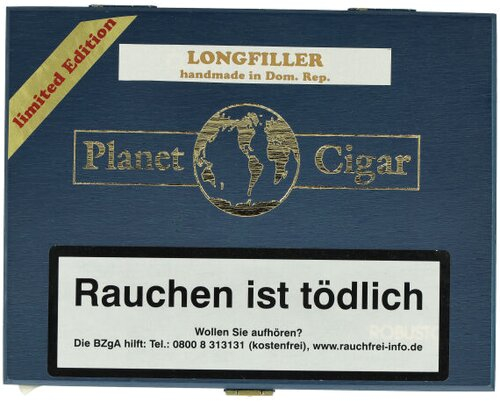 limited Edition
LONGFILLER
handmade in Dom. Rep.
Planet Cigar
Rauchen ist tödlich
ROBUSTO
Wollen Sie aufhören?
Die BZgA hilft: Tel.: 0800 8 313131 (kostenfrei), www.rauchfrei-info.de